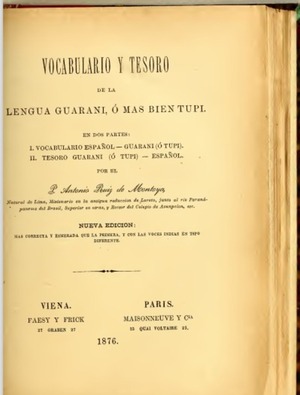 VOCABULARIO Y TESORO
DE LA
LENGUA GUARANI, Ó MAS BIEN TUPI.
EN DOS PARTES:
I. VOCABULARIO ESPAÑOL — GUARANI (Ó TUPI).
II. TESORO GUARANI (Ó TUPI) — ESPAÑOL.
POR EL
P. Antonio Ruiz de Montoya,
Natural de Lima, Misionario en la antigua reduccion de Loreto, junto al rio Paraná-
panema del Brasil, Superior en otras, y Rector del Colegio de Asumpcion, etc.
NUEVA EDICION:
MAS CORRECTA Y ESMERADA QUE LA PRIMERA, Y CON LAS VOCES INDIAS EN TIPO
DIFERENTE.
VIENA.
FAESY Y FRICK
27 GRABEN 27
PARIS.
MAISONNEUVE Y Cia
25 QUAI VOLTAIRE 25.
1876.